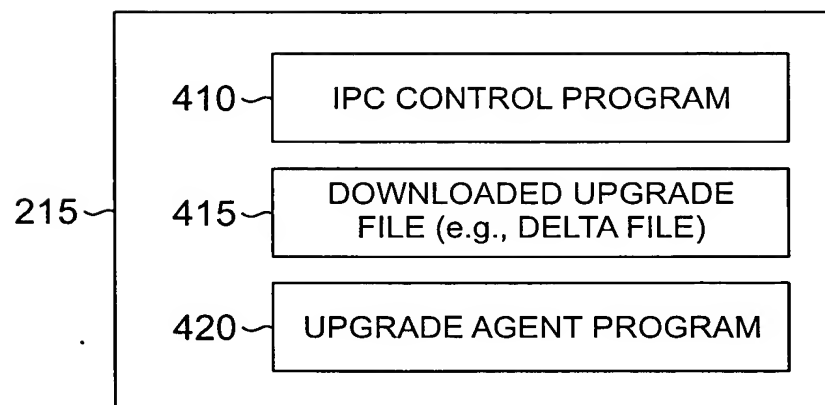 410 IPC CONTROL PROGRAM
215 415 DOWNLOADED UPGRADE
FILE (e.g., DELTA FILE)
420 UPGRADE AGENT PROGRAM